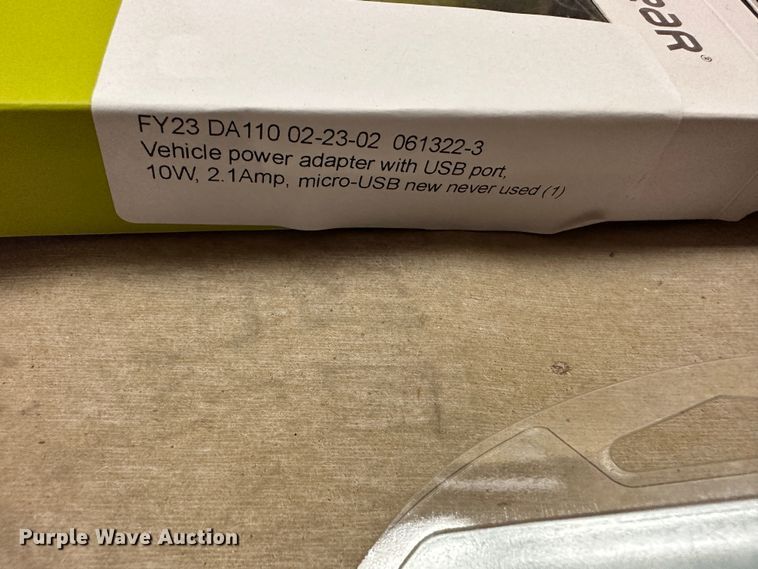 FY23 DA110 02-23-02 061322-3
Vehicle power adapter with USB port,
10W, 2.1Amp, micro-USB new never used (1)
Purple Wave Auction